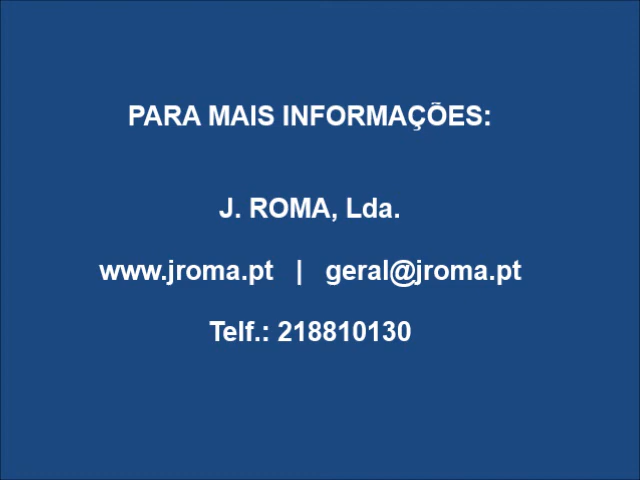 PARA MAIS INFORMAÇÕES:
J. ROMA, Lda.
www.jroma.pt | geral@jroma.pt
Telf.: 218810130